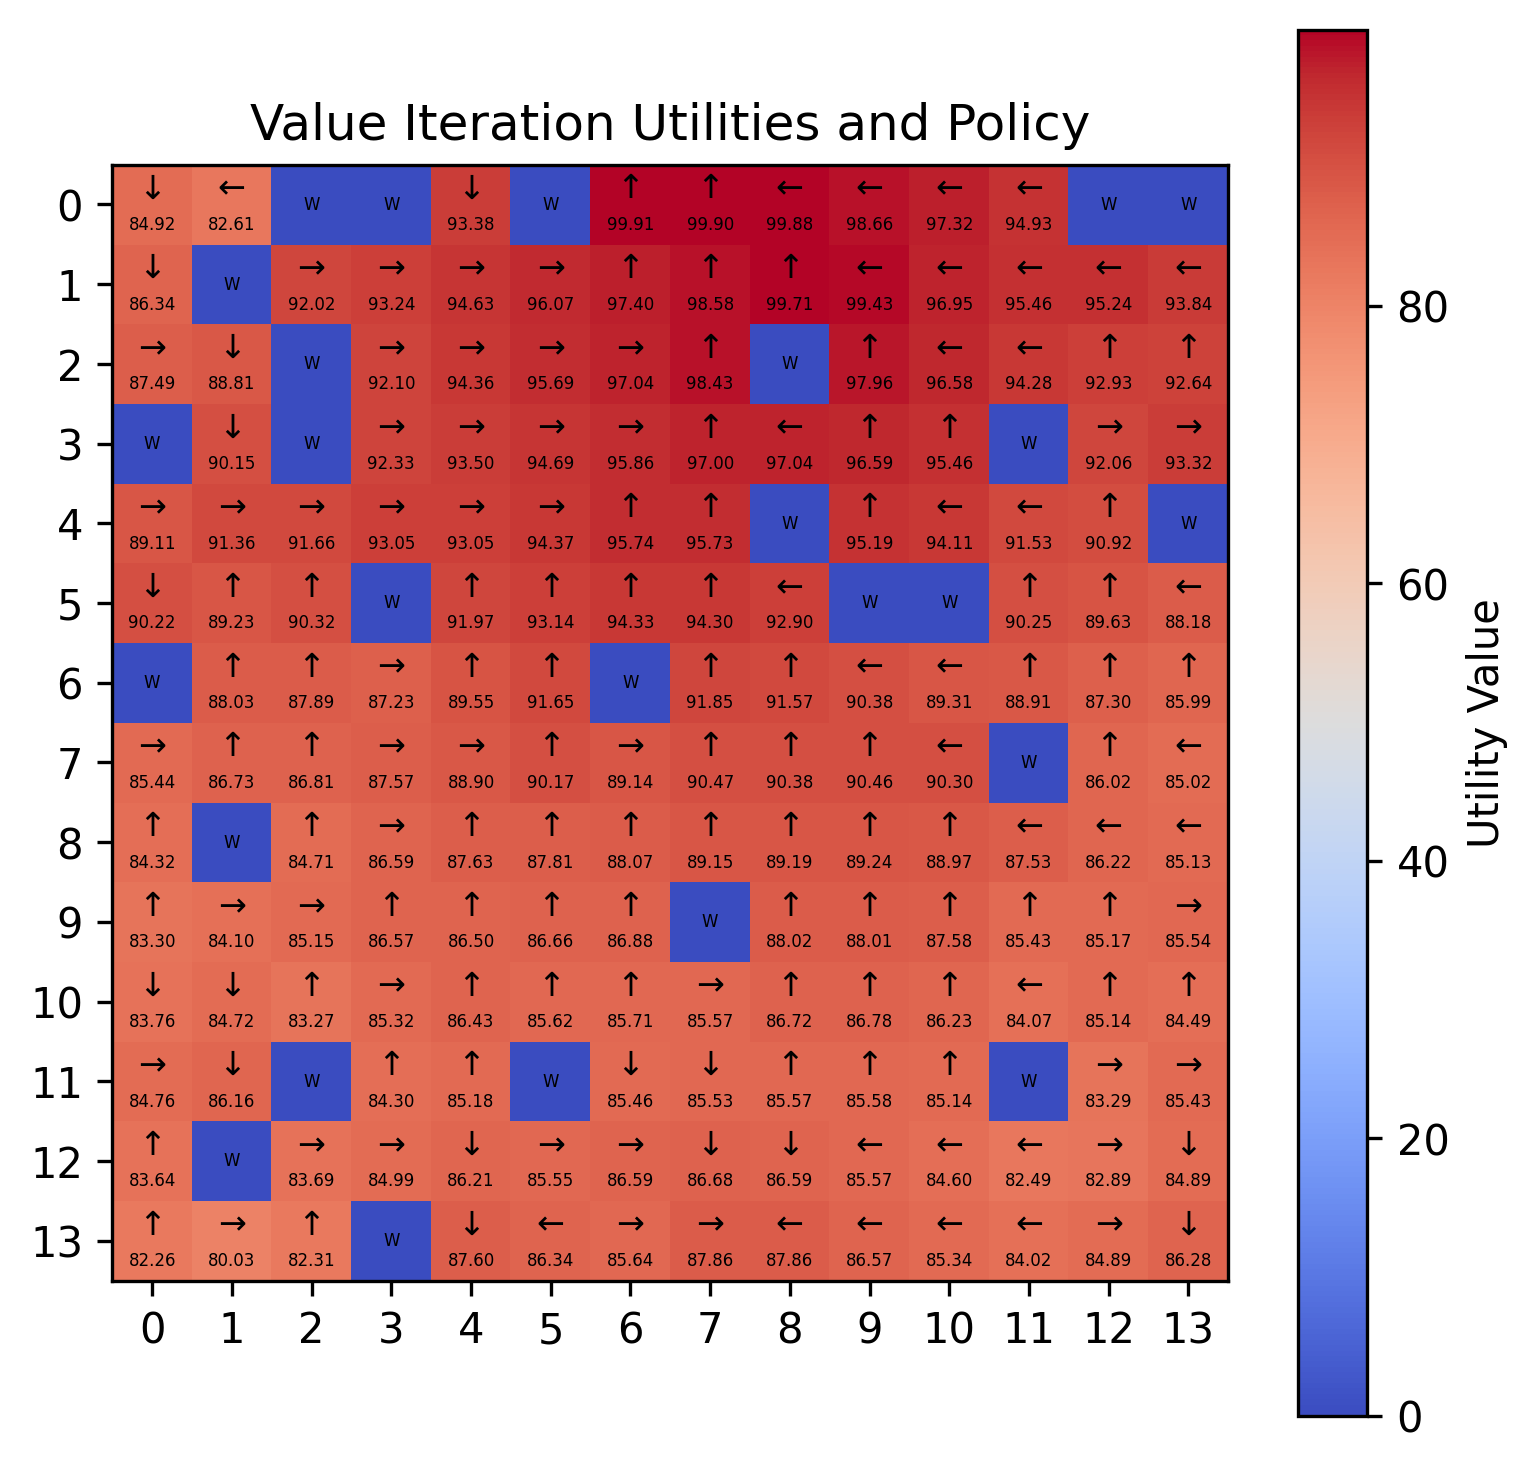 Value Iteration Utilities and Policy
0 ↓ ← W W ↓ W ↑ ↑ ← ← ← ← W W
84.92 82.61 93.38 99.91 99.90 99.88 98.66 97.32 94.93
1 ↓ W → → → → ↑ ↑ ↑ ← ← ← ← ←
86.34 92.02 93.24 94.63 96.07 97.40 98.58 99.71 99.43 96.95 95.46 95.24 93.84
2 → ↓ W → → → → ↑ W ↑ ← ← ↑ ↑
87.49 88.81 92.10 94.36 95.69 97.04 98.43 97.96 96.58 94.28 92.93 92.64
3 W ↓ W → → → → ↑ ← ↑ ↑ W → →
90.15 92.33 93.50 94.69 95.86 97.00 97.04 96.59 95.46 92.06 93.32
4 → → → → → → ↑ ↑ W ↑ ← ← ↑ W
89.11 91.36 91.66 93.05 93.05 94.37 95.74 95.73 95.19 94.11 91.53 90.92
5 ↓ ↑ ↑ W ↑ ↑ ↑ ↑ ← W W ↑ ↑ ←
90.22 89.23 90.32 91.97 93.14 94.33 94.30 92.90 90.25 89.63 88.18
6 W ↑ ↑ → ↑ ↑ W ↑ ↑ ← ← ↑ ↑ ↑
88.03 87.89 87.23 89.55 91.65 91.85 91.57 90.38 89.31 88.91 87.30 85.99
7 → ↑ ↑ → → ↑ → ↑ ↑ ↑ ← W ↑ ←
85.44 86.73 86.81 87.57 88.90 90.17 89.14 90.47 90.38 90.46 90.30 86.02 85.02
8 ↑ W ↑ → ↑ ↑ ↑ ↑ ↑ ↑ ↑ ← ← ←
84.32 84.71 86.59 87.63 87.81 88.07 89.15 89.19 89.24 88.97 87.53 86.22 85.13
9 ↑ → → ↑ ↑ ↑ ↑ W ↑ ↑ ↑ ↑ ↑ →
83.30 84.10 85.15 86.57 86.50 86.66 86.88 88.02 88.01 87.58 85.43 85.17 85.54
10 ↓ ↓ ↑ → ↑ ↑ ↑ → ↑ ↑ ↑ ← ↑ ↑
83.76 84.72 83.27 85.32 86.43 85.62 85.71 85.57 86.72 86.78 86.23 84.07 85.14 84.49
11 → ↓ W ↑ ↑ W ↓ ↓ ↑ ↑ ↑ W → →
84.76 86.16 84.30 85.18 85.46 85.53 85.57 85.58 85.14 83.29 85.43
12 ↑ W → → ↓ → → ↓ ↓ ← ← ← → ↓
83.64 83.69 84.99 86.21 85.55 86.59 86.68 86.59 85.57 84.60 82.49 82.89 84.89
13 ↑ → ↑ W ↓ ← → → ← ← ← ← → ↓
82.26 80.03 82.31 87.60 86.34 85.64 87.86 87.86 86.57 85.34 84.02 84.89 86.28
0 1 2 3 4 5 6 7 8 9 10 11 12 13
80
60
40
20
0
Utility Value